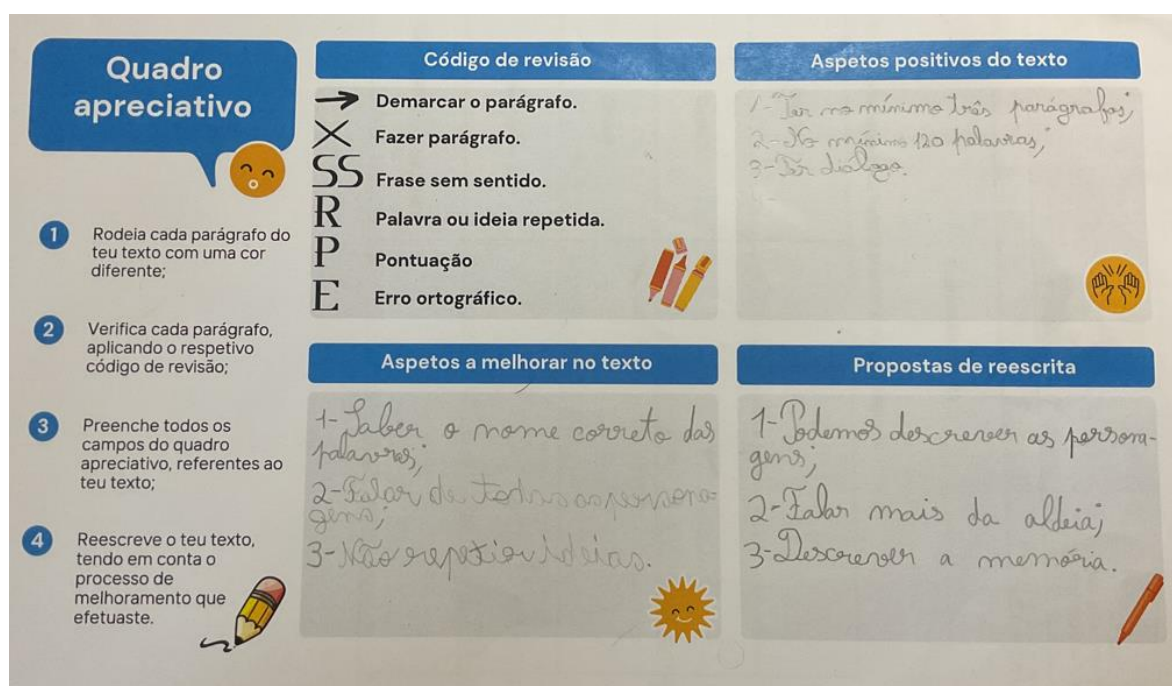 Quadro
apreciativo
1 Rodeia cada parágrafo do
teu texto com uma cor
diferente;
2 Verifica cada parágrafo,
aplicando o respetivo
código de revisão;
3 Preenche todos os
campos do quadro
apreciativo, referentes ao
teu texto;
4 Reescreve o teu texto,
tendo em conta o
processo de
melhoramento que
efetuaste.
Código de revisão
→ Demarcar o parágrafo.
X Fazer parágrafo.
SS Frase sem sentido.
R Palavra ou ideia repetida.
P Pontuação
E Erro ortográfico.
Aspetos positivos do texto
1-Ter no mínimo três parágrafos;
2-No mínimo 120 palavras;
3-Ter diálogo.
Aspetos a melhorar no texto
1-Saber o nome correto das
palavras;
2-Falar de todas as persona-
gens;
3-Não repetir ideias.
Propostas de reescrita
1-Podemos descrever as persona-
gens;
2-Falar mais da aldeia;
3-Descrever a memória.